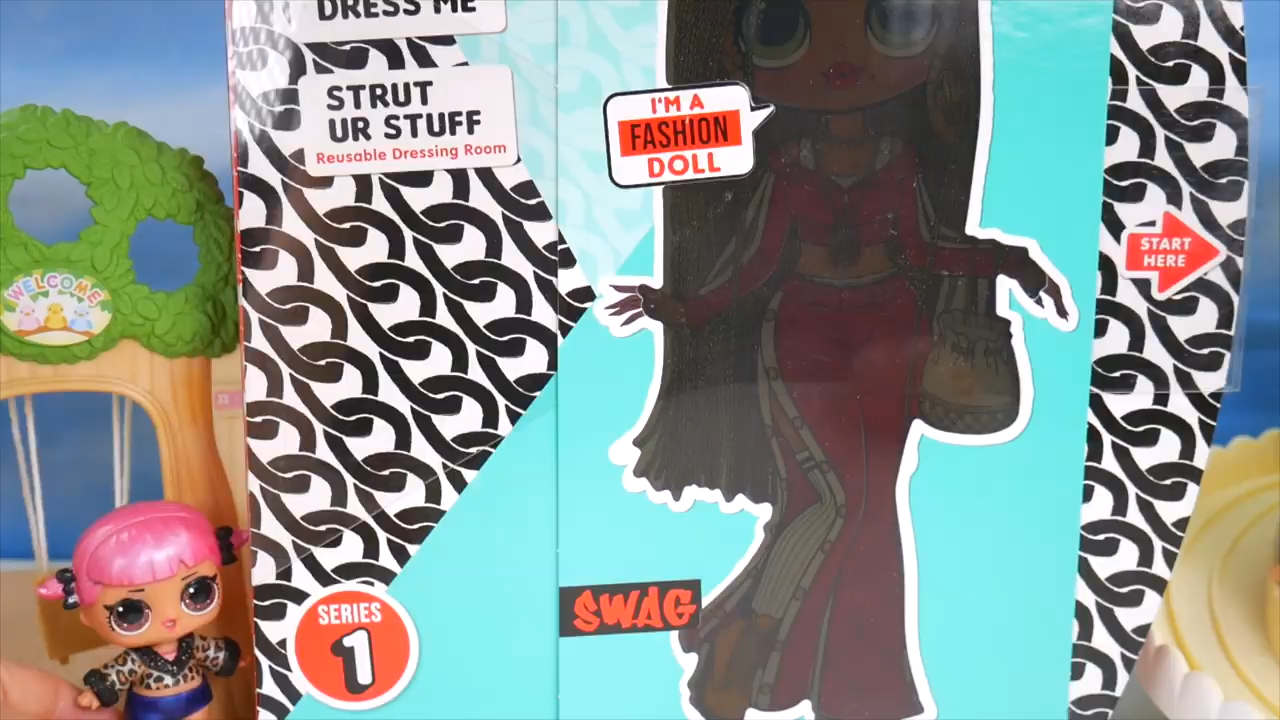 DRESS ME
STRUT
UR STUFF
Reusable Dressing Room
I'M A
FASHION
DOLL
START
HERE
WELCOME
SWAG
SERIES
1